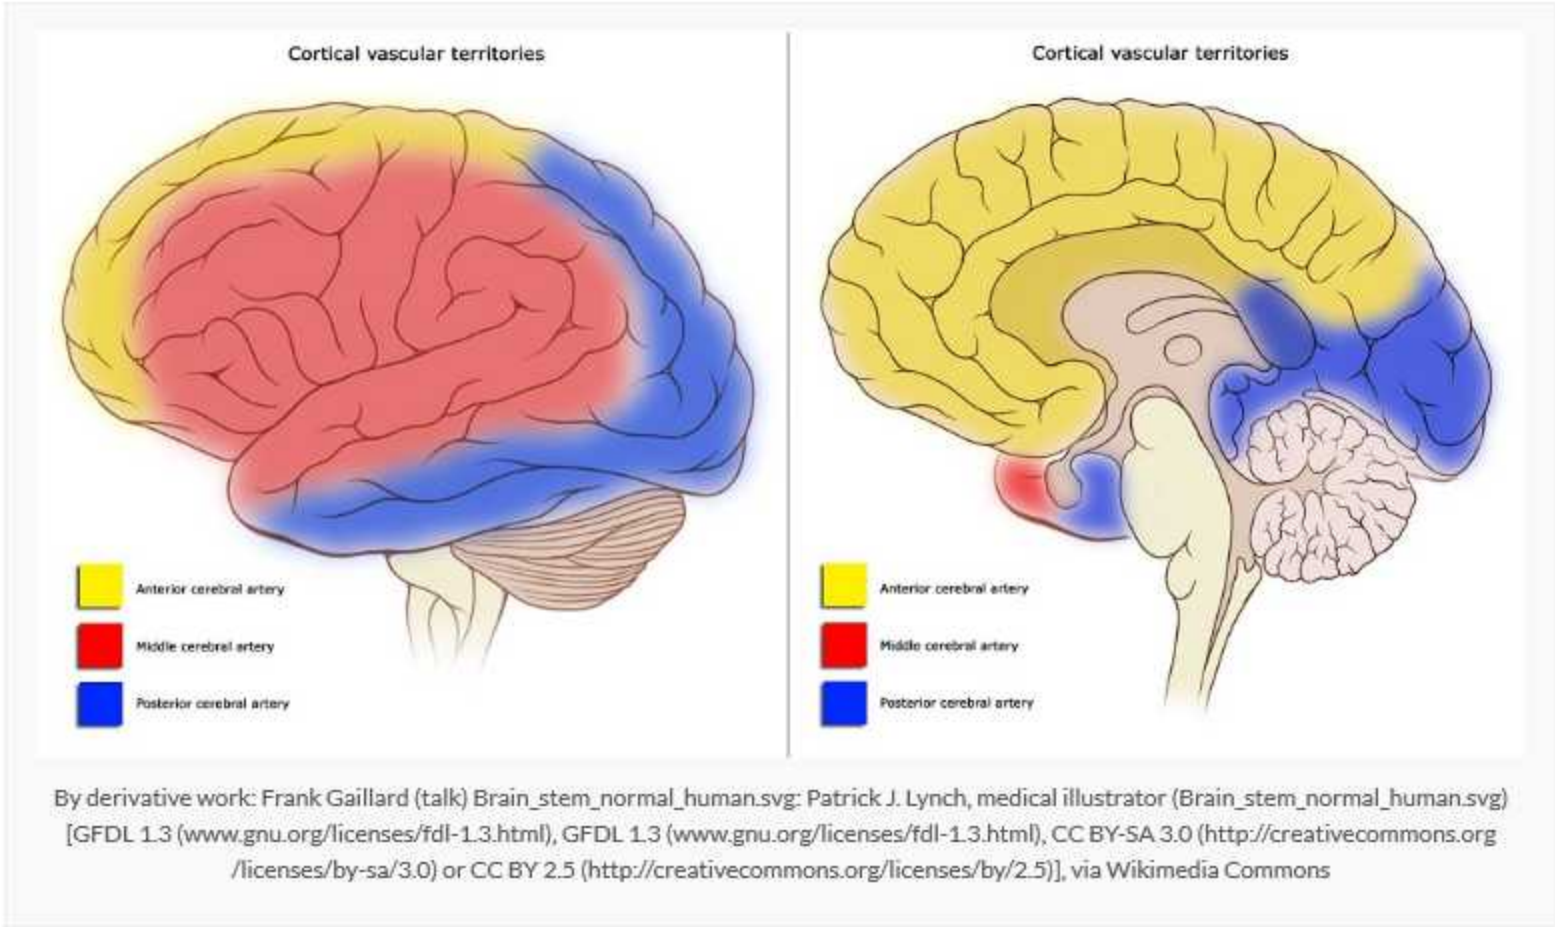 Cortical vascular territories
Anterior cerebral artery
Middle cerebral artery
Posterior cerebral artery
Cortical vascular territories
Anterior cerebral artery
Middle cerebral artery
Posterior cerebral artery
By derivative work: Frank Gaillard (talk) Brain_stem_normal_human.svg: Patrick J. Lynch, medical illustrator (Brain_stem_normal_human.svg)
[GFDL 1.3 (www.gnu.org/licenses/fdl-1.3.html), GFDL 1.3 (www.gnu.org/licenses/fdl-1.3.html), CC BY-SA 3.0 (http://creativecommons.org
/licenses/by-sa/3.0) or CC BY 2.5 (http://creativecommons.org/licenses/by/2.5)], via Wikimedia Commons